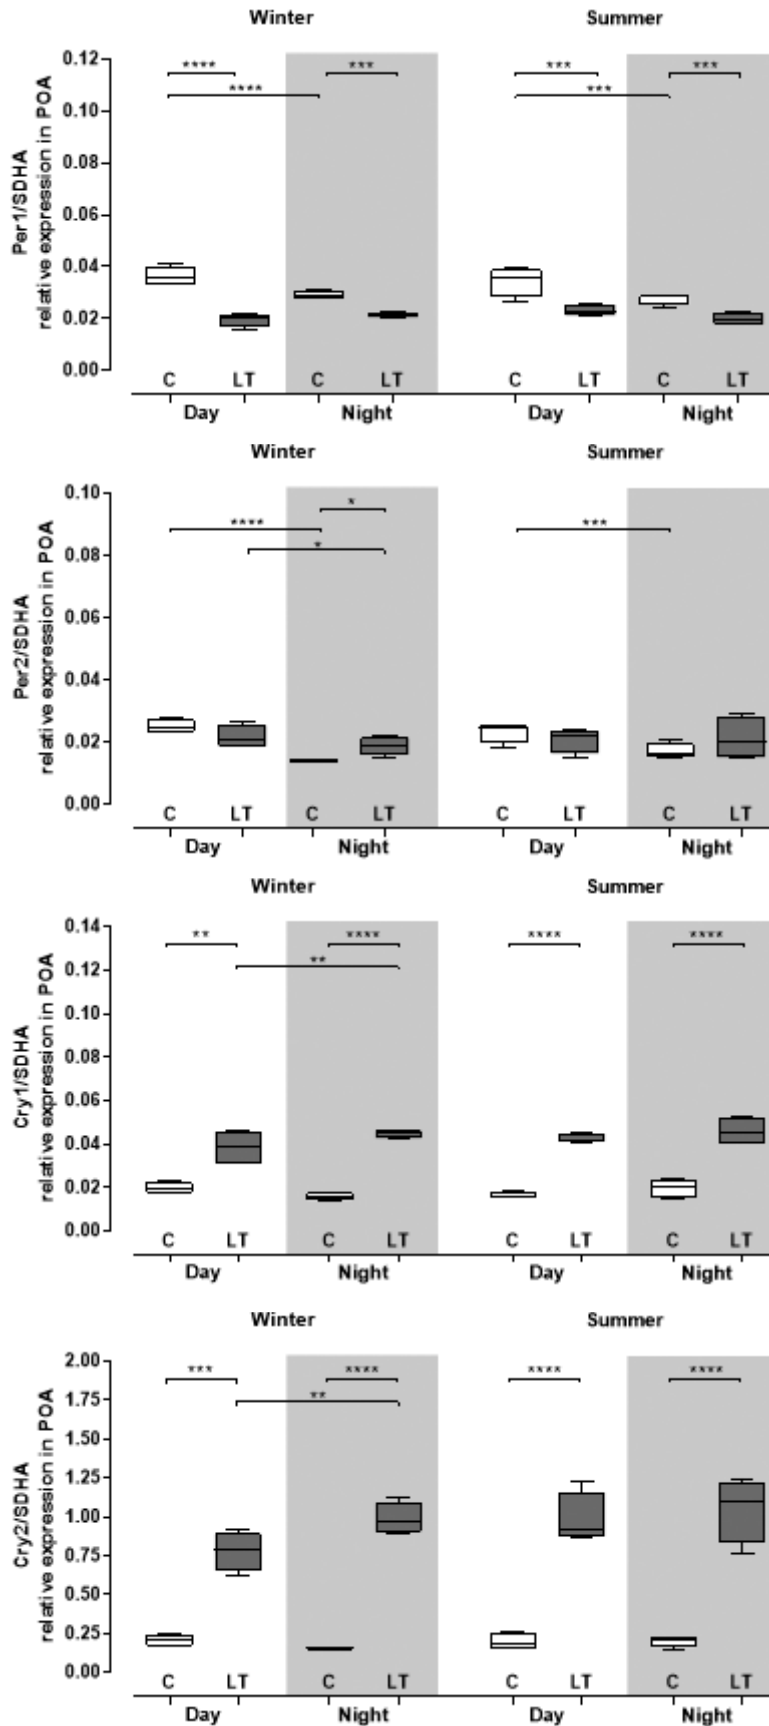 Winter Summer
Per1/SDHA
relative expression in POA
0.12
0.10
0.08
0.06
0.04
0.02
0.00
**** *** *** ***
**** ***
C LT C LT C LT C LT
Day Night Day Night
Winter Summer
Per2/SDHA
relative expression in POA
0.10
0.08
0.06
0.04
0.02
0.00
*
**** ***
*
C LT C LT C LT C LT
Day Night Day Night
Winter Summer
Cry1/SDHA
relative expression in POA
0.14
0.12
0.10
0.08
0.06
0.04
0.02
0.00
** **** **** ****
**
C LT C LT C LT C LT
Day Night Day Night
Winter Summer
Cry2/SDHA
relative expression in POA
2.00
1.75
1.50
1.25
1.00
0.75
0.50
0.25
0.00
*** **** **** ****
**
C LT C LT C LT C LT
Day Night Day Night